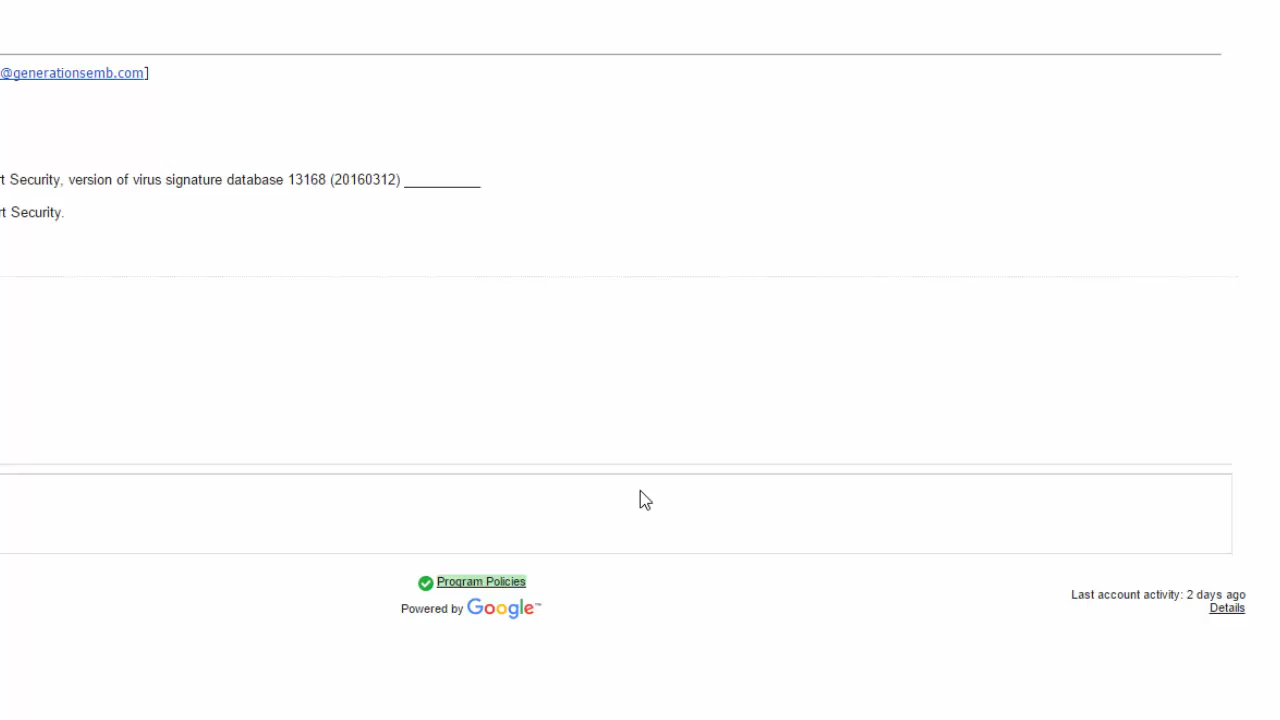 @generationsemb.com]
rt Security, version of virus signature database 13168 (20160312) __________
rt Security.
Program Policies
Powered by Google™
Last account activity: 2 days ago
Details